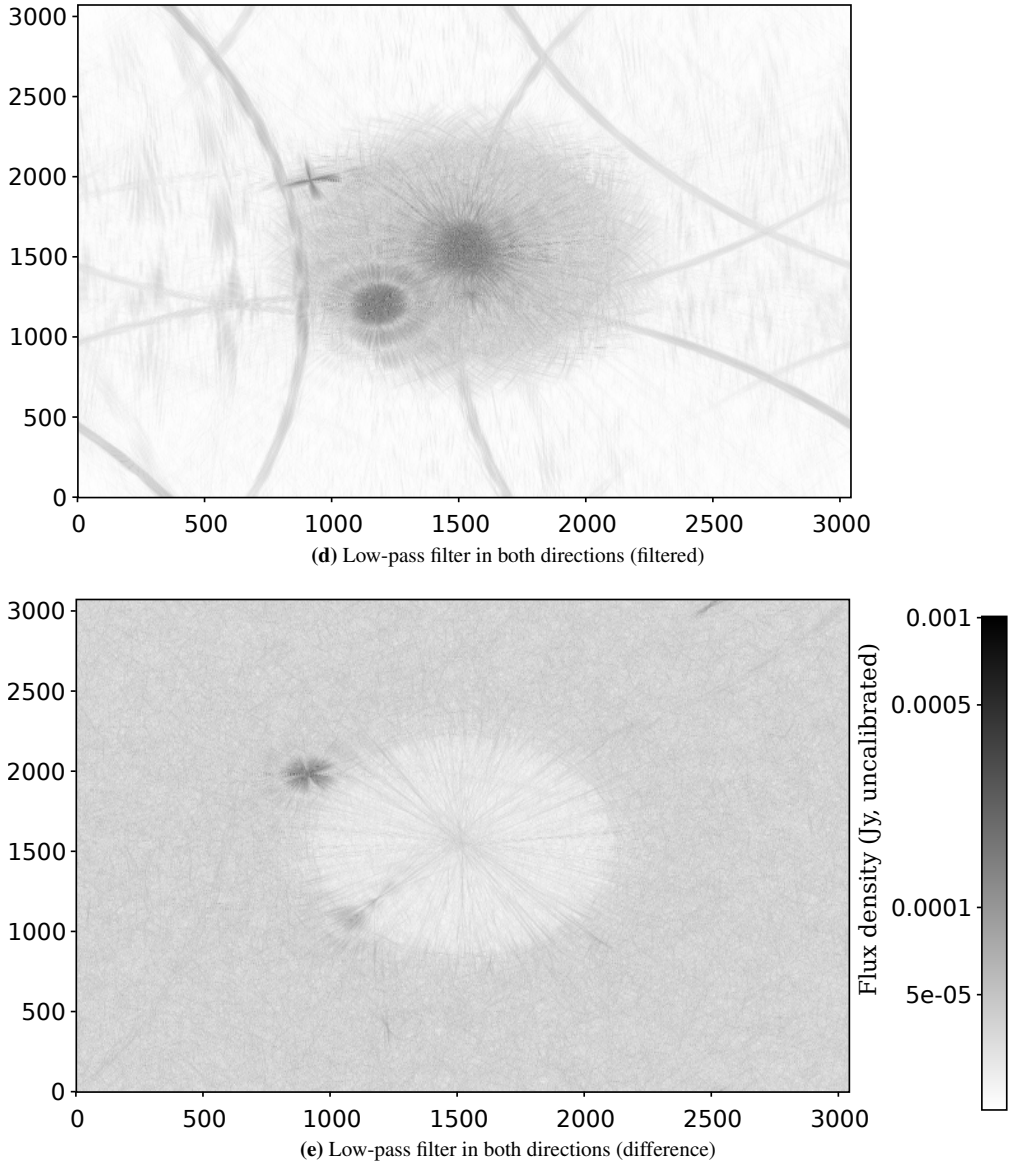 3000
2500
2000
1500
1000
500
0
0 500 1000 1500 2000 2500 3000
(d) Low-pass filter in both directions (filtered)
3000
2500
2000
1500
1000
500
0
0 500 1000 1500 2000 2500 3000
0.001
0.0005
0.0001
5e-05
Flux density (Jy, uncalibrated)
(e) Low-pass filter in both directions (difference)